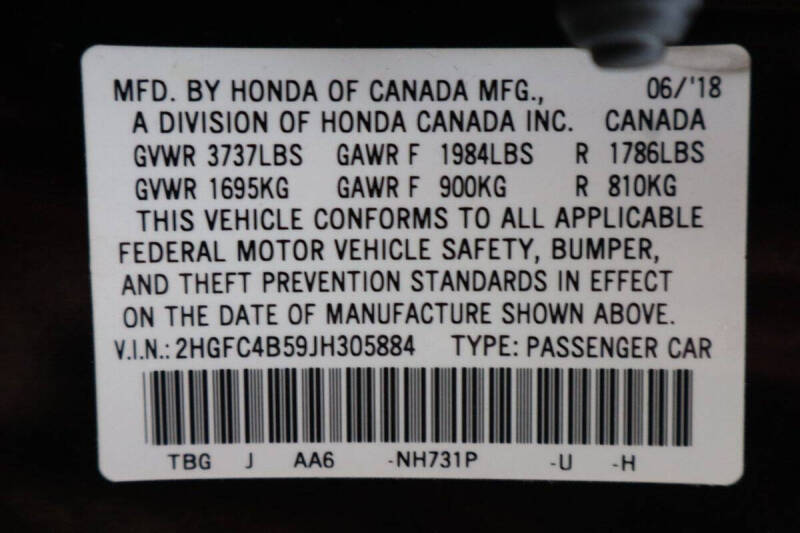 MFD. BY HONDA OF CANADA MFG., 06/'18
A DIVISION OF HONDA CANADA INC. CANADA
GVWR 3737LBS GAWR F 1984LBS R 1786LBS
GVWR 1695KG GAWR F 900KG R 810KG
THIS VEHICLE CONFORMS TO ALL APPLICABLE
FEDERAL MOTOR VEHICLE SAFETY, BUMPER,
AND THEFT PREVENTION STANDARDS IN EFFECT
ON THE DATE OF MANUFACTURE SHOWN ABOVE.
V.I.N.: 2HGFC4B59JH305884 TYPE: PASSENGER CAR
TBG J AA6 -NH731P -U -H